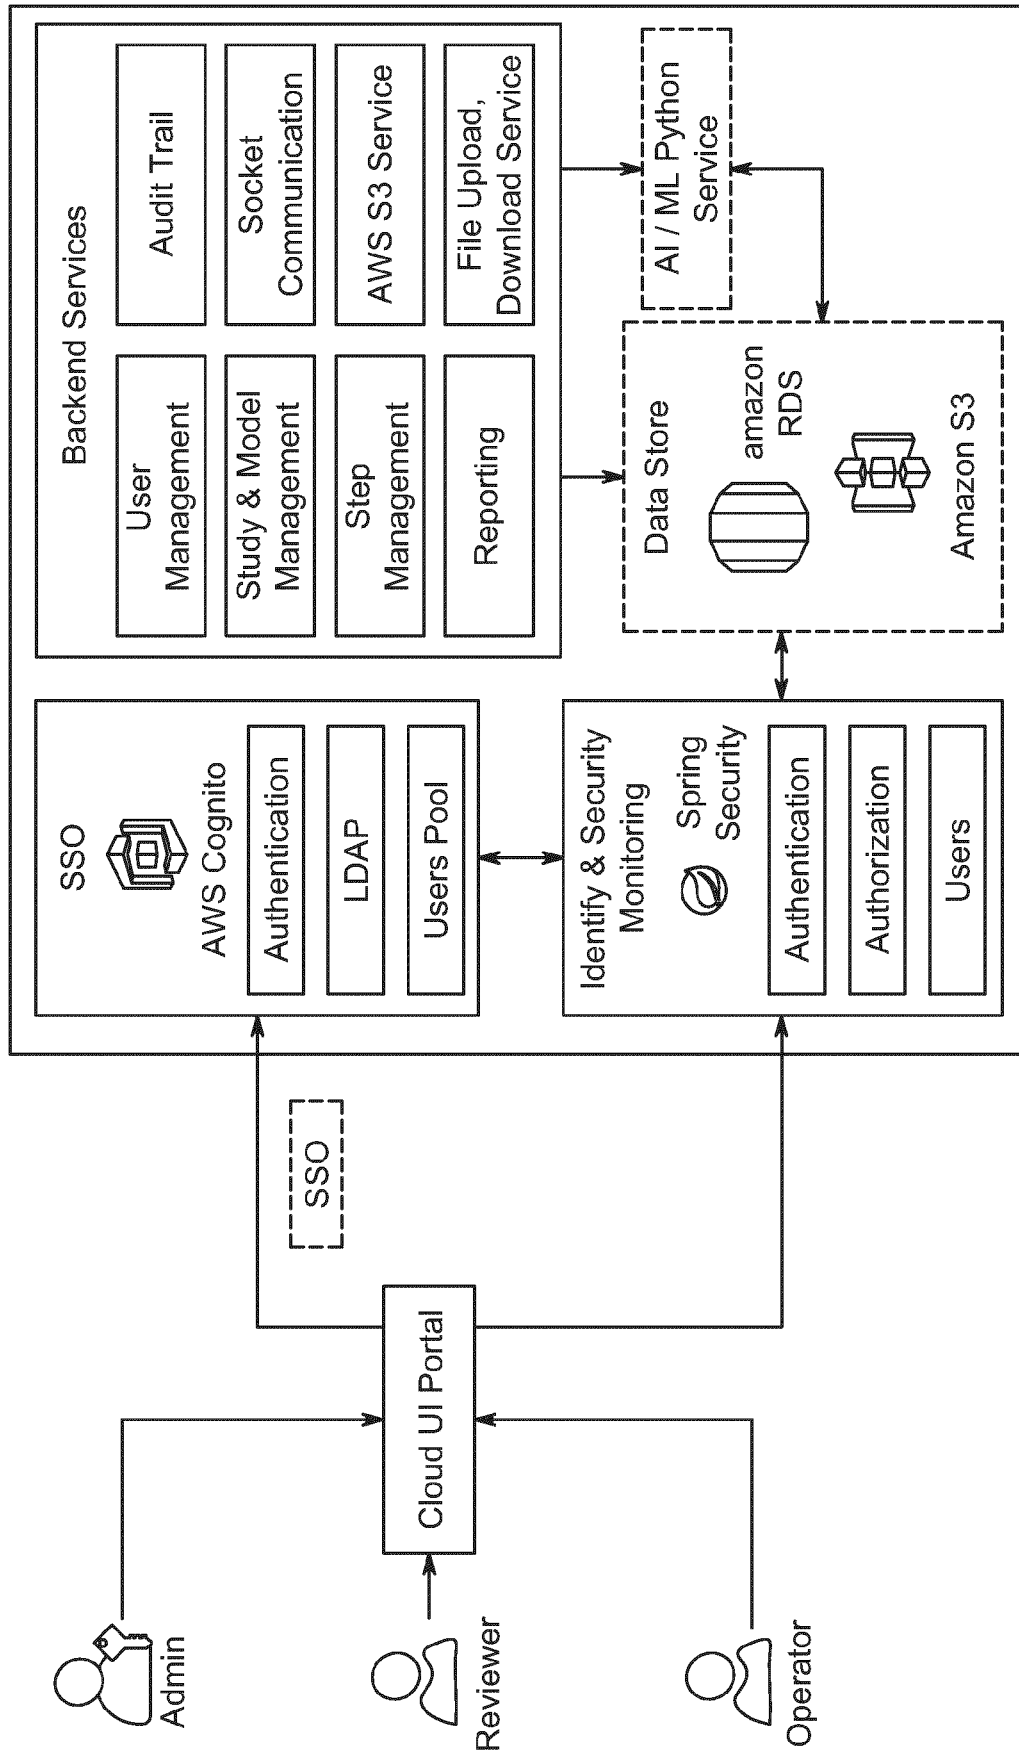 Admin
Reviewer
Operator
Cloud UI Portal
SSO
SSO
AWS Cognito
Authentication
LDAP
Users Pool
Identify & Security
Monitoring
Spring
Security
Authentication
Authorization
Users
Backend Services
User
Management
Audit Trail
Study & Model
Management
Socket
Communication
Step
Management
AWS S3 Service
Reporting
File Upload,
Download Service
Data Store
amazon
RDS
Amazon S3
AI / ML Python
Service